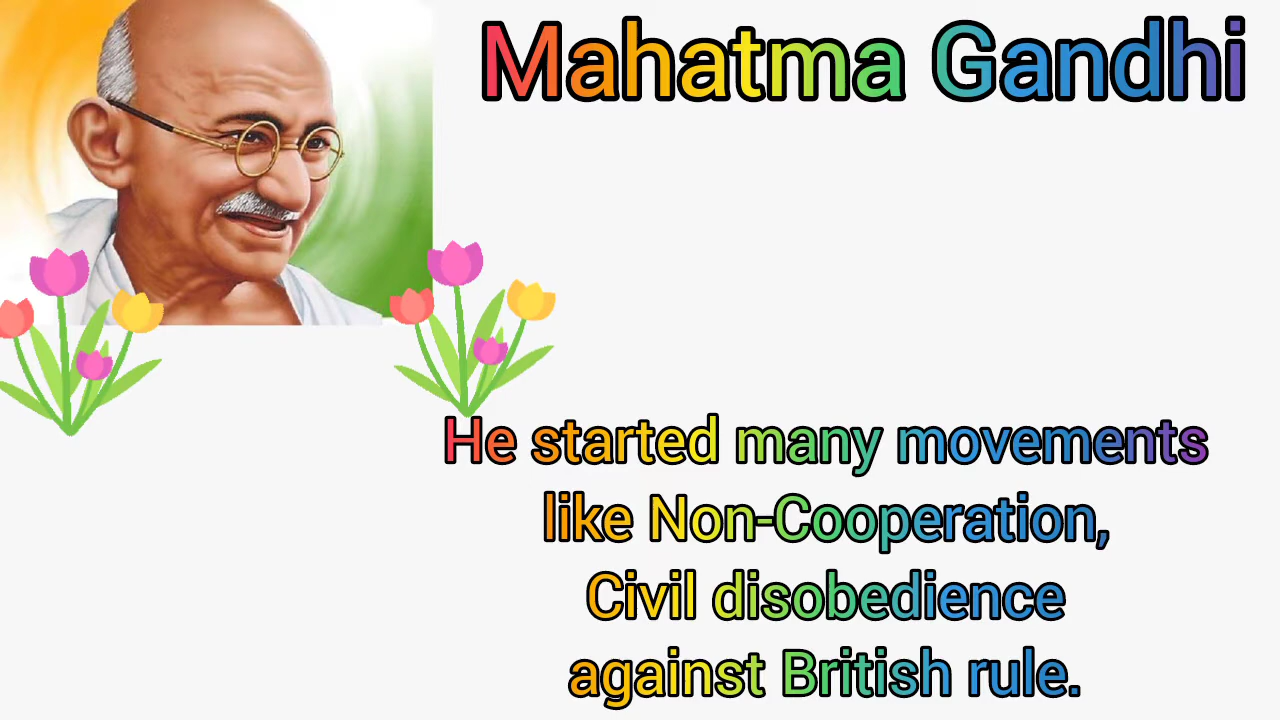 Mahatma Gandhi
He started many movements
like Non-Cooperation,
Civil disobedience
against British rule.